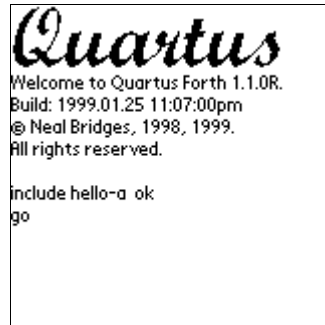 Quartus
Welcome to Quartus Forth 1.1.0R.
Build: 1999.01.25 11:07:00pm
© Neal Bridges, 1998, 1999.
All rights reserved.
include hello-a  ok
go